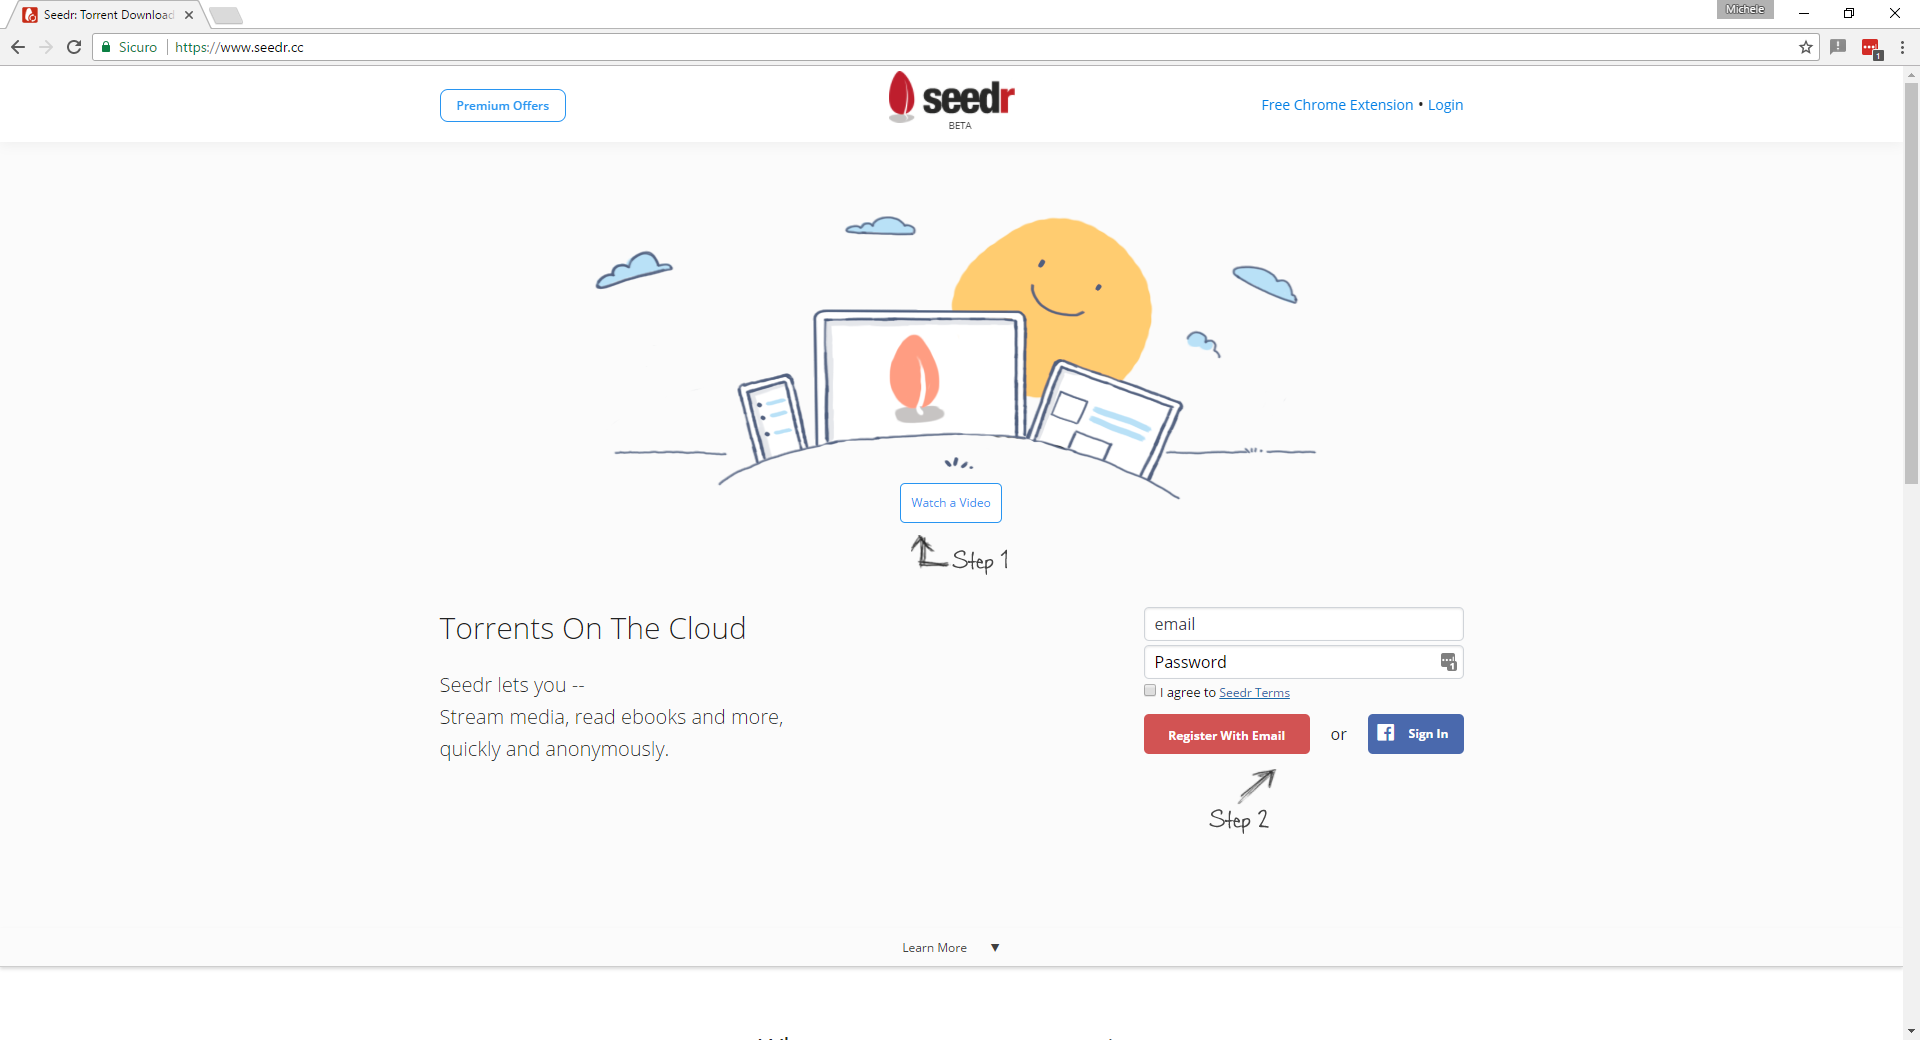 Seedr: Torrent Download
Michele
Sicuro
https://www.seedr.cc
1
Premium Offers
seedr
BETA
Free Chrome Extension • Login
Watch a Video
Step 1
Torrents On The Cloud
Seedr lets you --
Stream media, read ebooks and more,
quickly and anonymously.
email
Password
1
I agree to Seedr Terms
Register With Email
or
Sign In
Step 2
Learn More